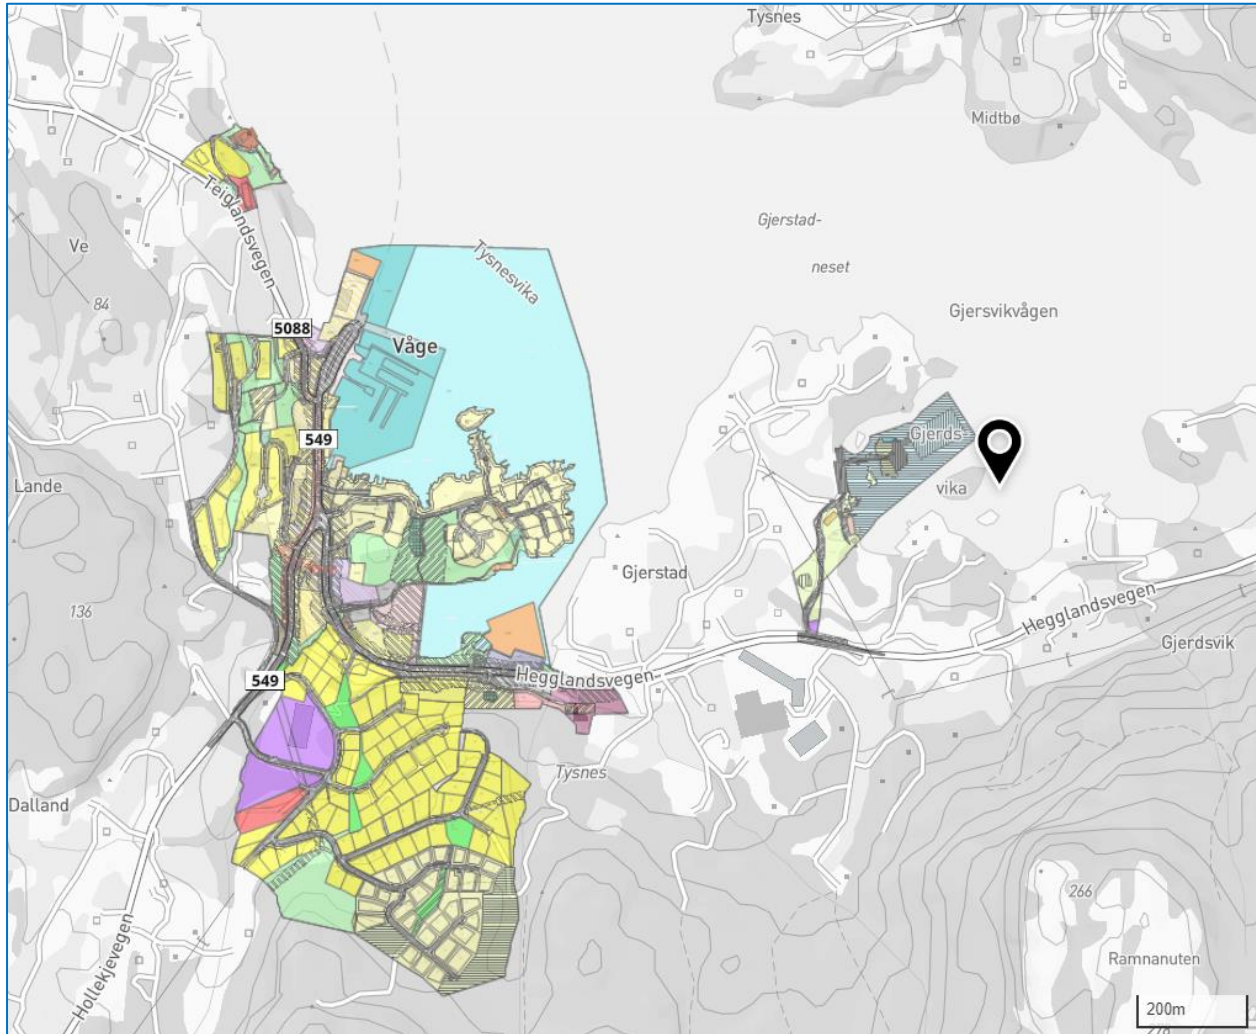 Tysnes
Midtbø
Teiglandsvegen
Gjerstad-
neset
Ve
Tysnesvika
84
Gjersvikvågen
5088
Våge
549
Gjerds
vika
Lande
Gjerstad
136
Hegglandsvegen
Gjerdsvik
549
Hegglandsvegen
Tysnes
Dalland
266
Hollekjevegen
Ramnanuten
200m